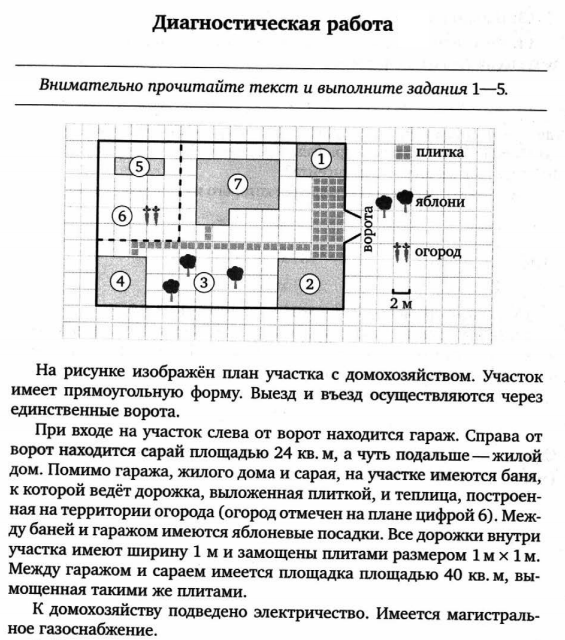 Диагностическая работа
Внимательно прочитайте текст и выполните задания 1—5.
1
плитка
5
7
6
яблони
ворота
огород
4
3
2
2 м
На рисунке изображён план участка с домохозяйством. Участок
имеет прямоугольную форму. Выезд и въезд осуществляются через
единственные ворота.
При входе на участок слева от ворот находится гараж. Справа от
ворот находится сарай площадью 24 кв. м, а чуть подальше — жилой
дом. Помимо гаража, жилого дома и сарая, на участке имеются баня,
к которой ведёт дорожка, выложенная плиткой, и теплица, построен-
ная на территории огорода (огород отмечен на плане цифрой 6). Меж-
ду баней и гаражом имеются яблоневые посадки. Все дорожки внутри
участка имеют ширину 1 м и замощены плитами размером 1 м × 1 м.
Между гаражом и сараем имеется площадка площадью 40 кв. м, вы-
мощенная такими же плитами.
К домохозяйству подведено электричество. Имеется магистраль-
ное газоснабжение.